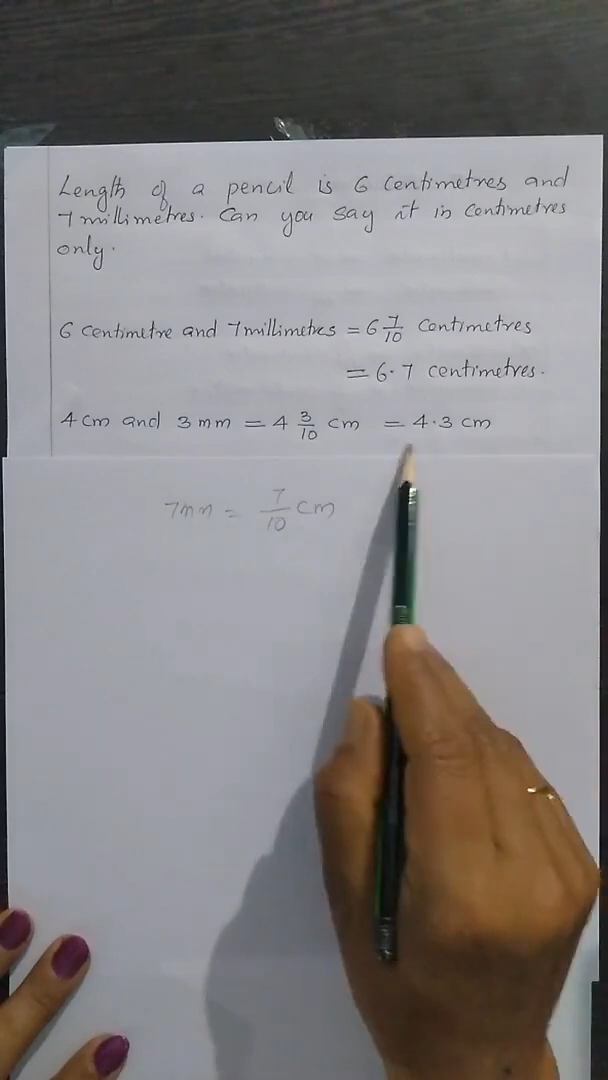 Length of a pencil is 6 Centimetres and
7 millimetres. Can you say it in Centimetres
only.
6 Centimetre and 7 millimetres = 6 7/10 Centimetres
= 6.7 centimetres.
4 cm and 3 mm = 4 3/10 cm = 4.3 cm
7mm = 7/10 cm